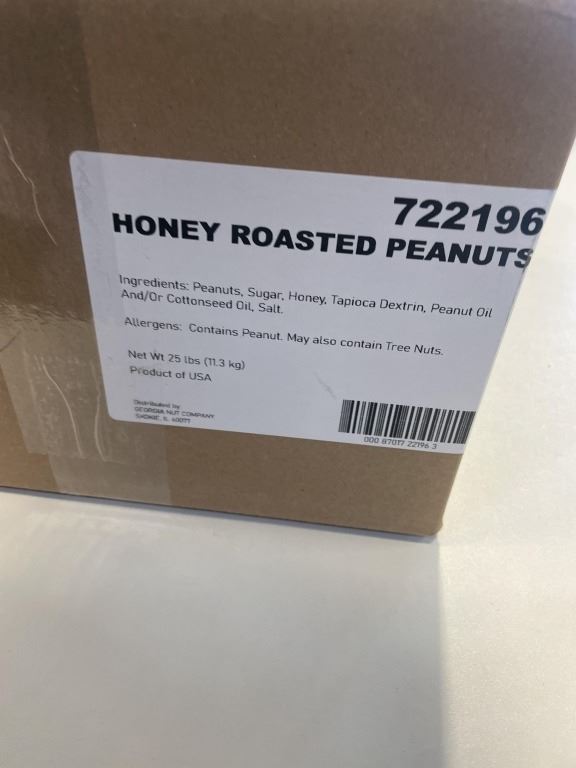 722196
HONEY ROASTED PEANUTS
Ingredients: Peanuts, Sugar, Honey, Tapioca Dextrin, Peanut Oil
And/Or Cottonseed Oil, Salt.
Allergens: Contains Peanut. May also contain Tree Nuts.
Net Wt 25 lbs (11.3 kg)
Product of USA
Distributed by
GEORGIA NUT COMPANY
SKOKIE, IL 60077
000 87017 22196 3